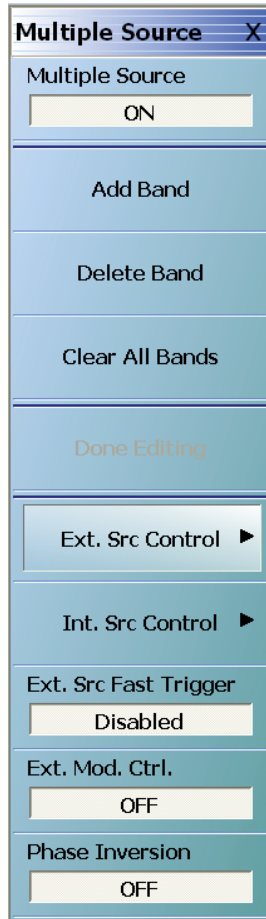 Multiple Source X
Multiple Source
ON
Add Band
Delete Band
Clear All Bands
Done Editing
Ext. Src Control
Int. Src Control
Ext. Src Fast Trigger
Disabled
Ext. Mod. Ctrl.
OFF
Phase Inversion
OFF